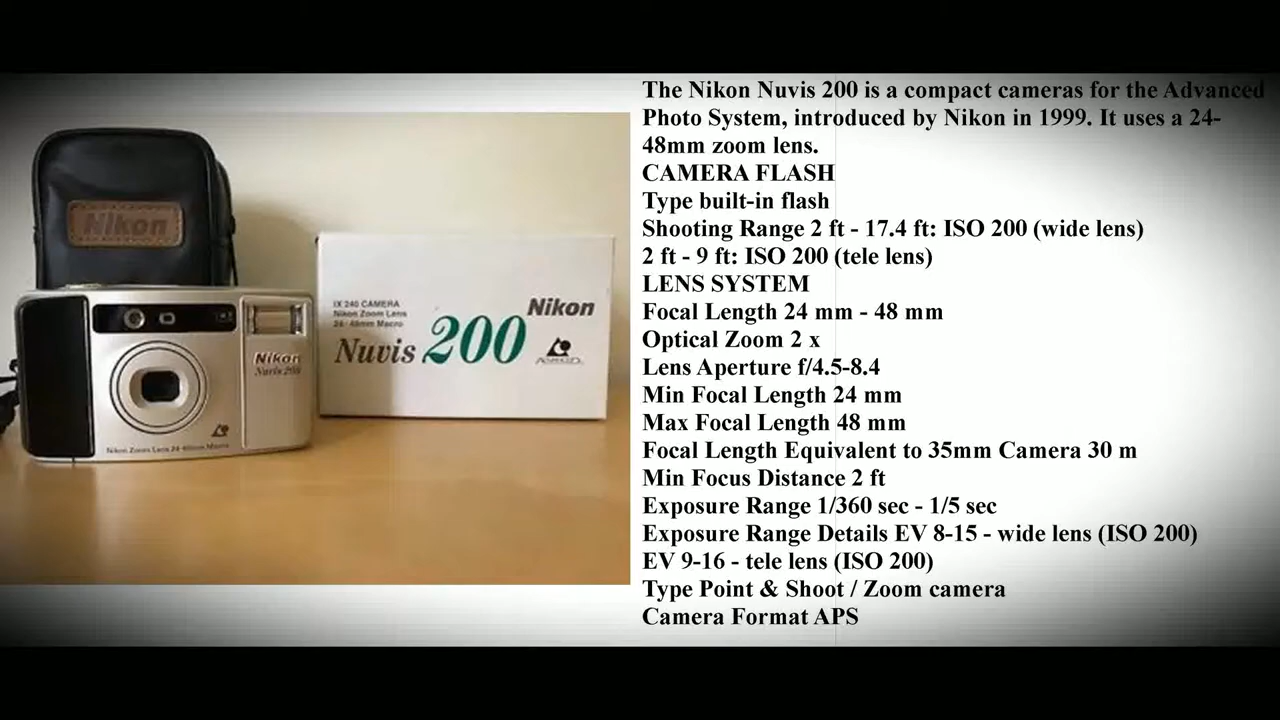 The Nikon Nuvis 200 is a compact cameras for the Advanced
Photo System, introduced by Nikon in 1999. It uses a 24-
48mm zoom lens.
CAMERA FLASH
Type built-in flash
Shooting Range 2 ft - 17.4 ft: ISO 200 (wide lens)
2 ft - 9 ft: ISO 200 (tele lens)
LENS SYSTEM
Focal Length 24 mm - 48 mm
Optical Zoom 2 x
Lens Aperture f/4.5-8.4
Min Focal Length 24 mm
Max Focal Length 48 mm
Focal Length Equivalent to 35mm Camera 30 m
Min Focus Distance 2 ft
Exposure Range 1/360 sec - 1/5 sec
Exposure Range Details EV 8-15 - wide lens (ISO 200)
EV 9-16 - tele lens (ISO 200)
Type Point & Shoot / Zoom camera
Camera Format APS
Nikon
IX 240 CAMERA
Nikon Zoom Lens
24-48mm Macro
Nikon
Nuvis 200
Nikon
Nuvis 200
Nikon Zoom Lens 24-48mm Macro